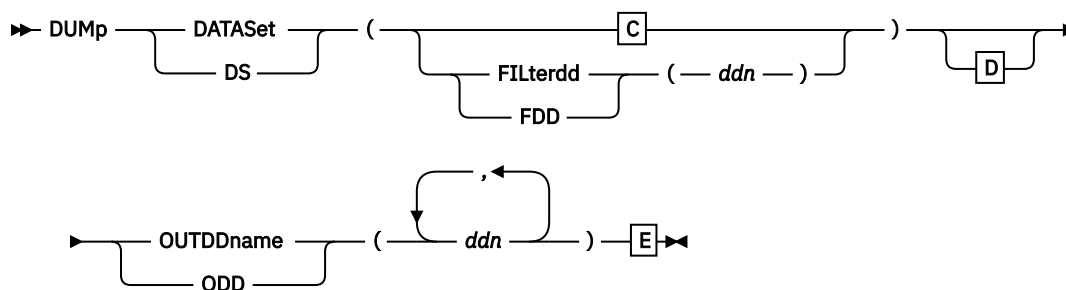 DUMp DATASet ( C ) 
DS D
FILterdd ( ddn )
FDD
,
OUTDDname ( ddn ) E
ODD